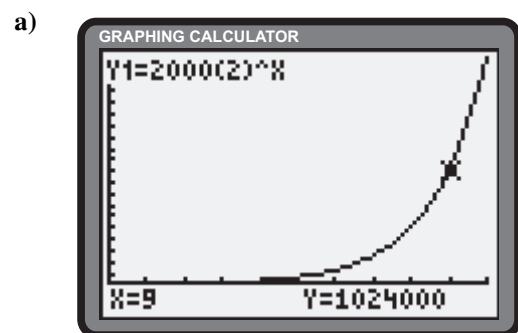 a)
GRAPHING CALCULATOR
Y1=2000(2)^X
X=9 Y=1024000